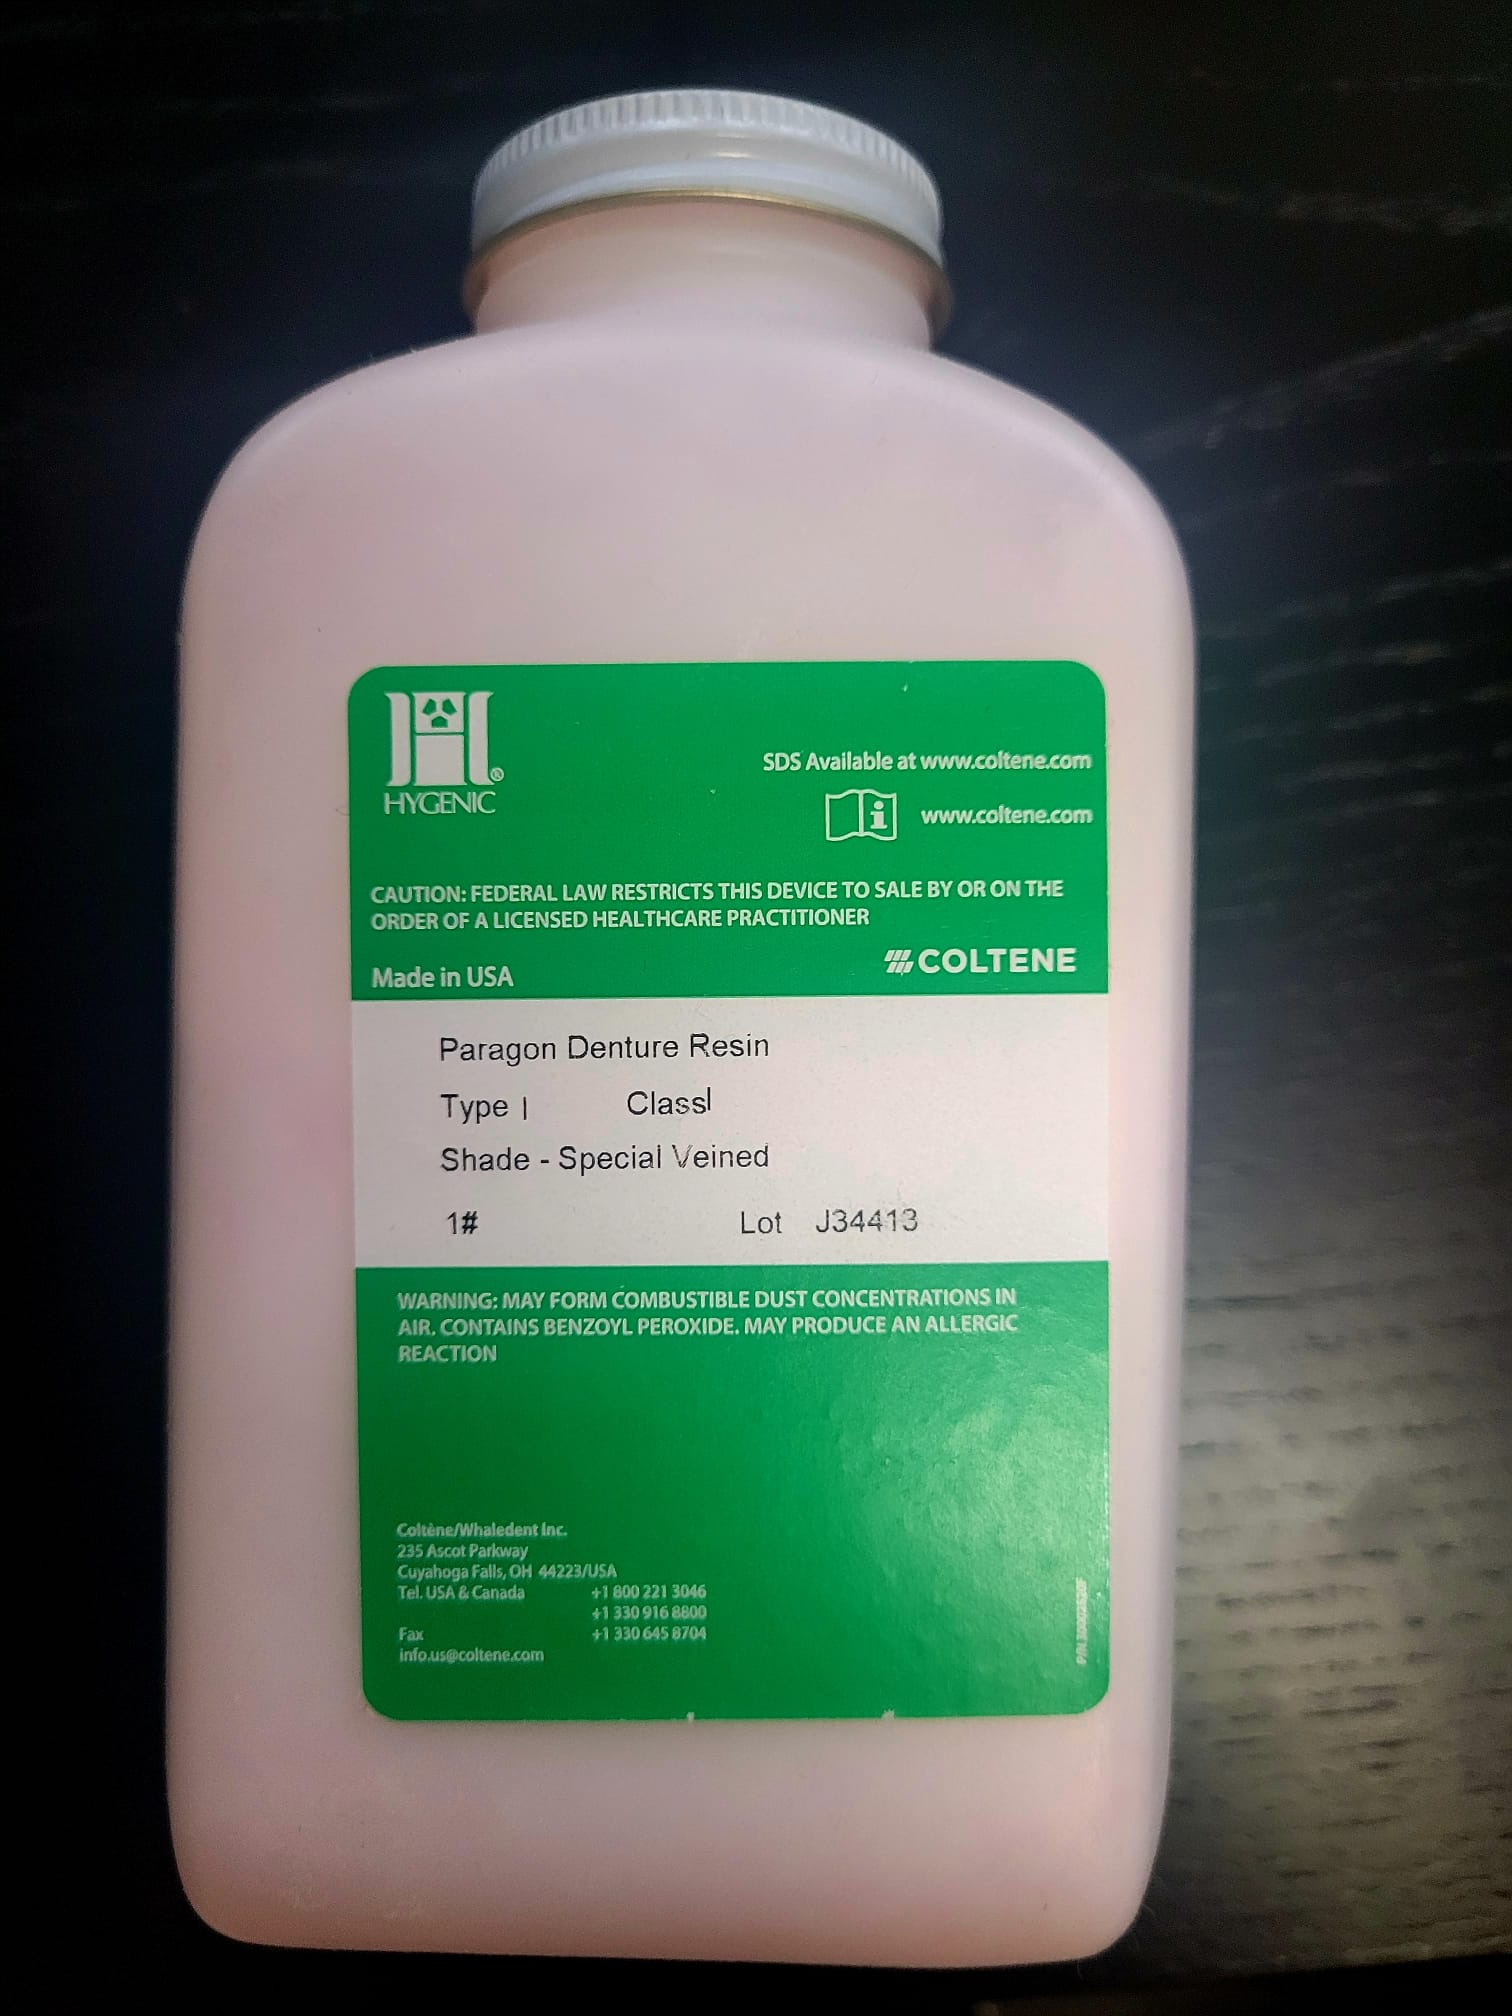 HYGENIC
SDS Available at www.coltene.com
www.coltene.com
CAUTION: FEDERAL LAW RESTRICTS THIS DEVICE TO SALE BY OR ON THE
ORDER OF A LICENSED HEALTHCARE PRACTITIONER
Made in USA
COLTENE
Paragon Denture Resin
Type I ClassI
Shade - Special Veined
1# Lot J34413
WARNING: MAY FORM COMBUSTIBLE DUST CONCENTRATIONS IN
AIR. CONTAINS BENZOYL PEROXIDE. MAY PRODUCE AN ALLERGIC
REACTION
Coltène/Whaledent Inc.
235 Ascot Parkway
Cuyahoga Falls, OH 44223/USA
Tel. USA & Canada +1 800 221 3046
+1 330 916 8800
Fax +1 330 645 8704
info.us@coltene.com
P/N